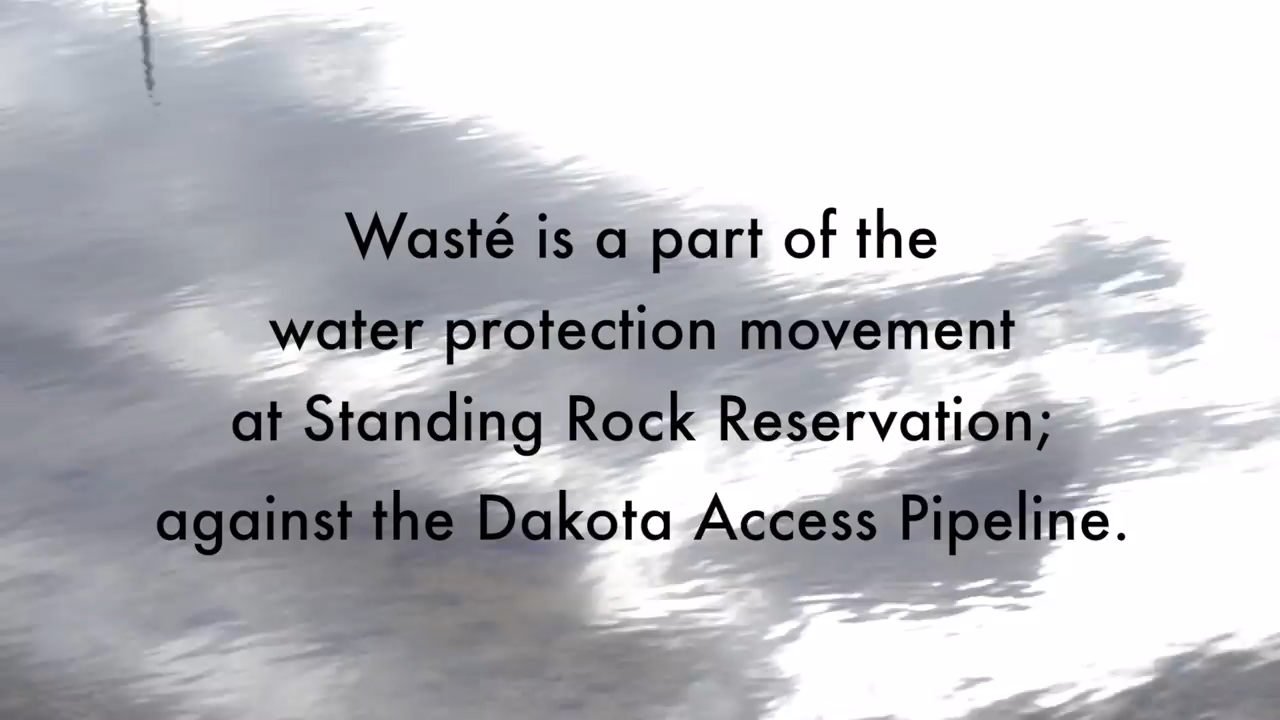 Wasté is a part of the
water protection movement
at Standing Rock Reservation;
against the Dakota Access Pipeline.